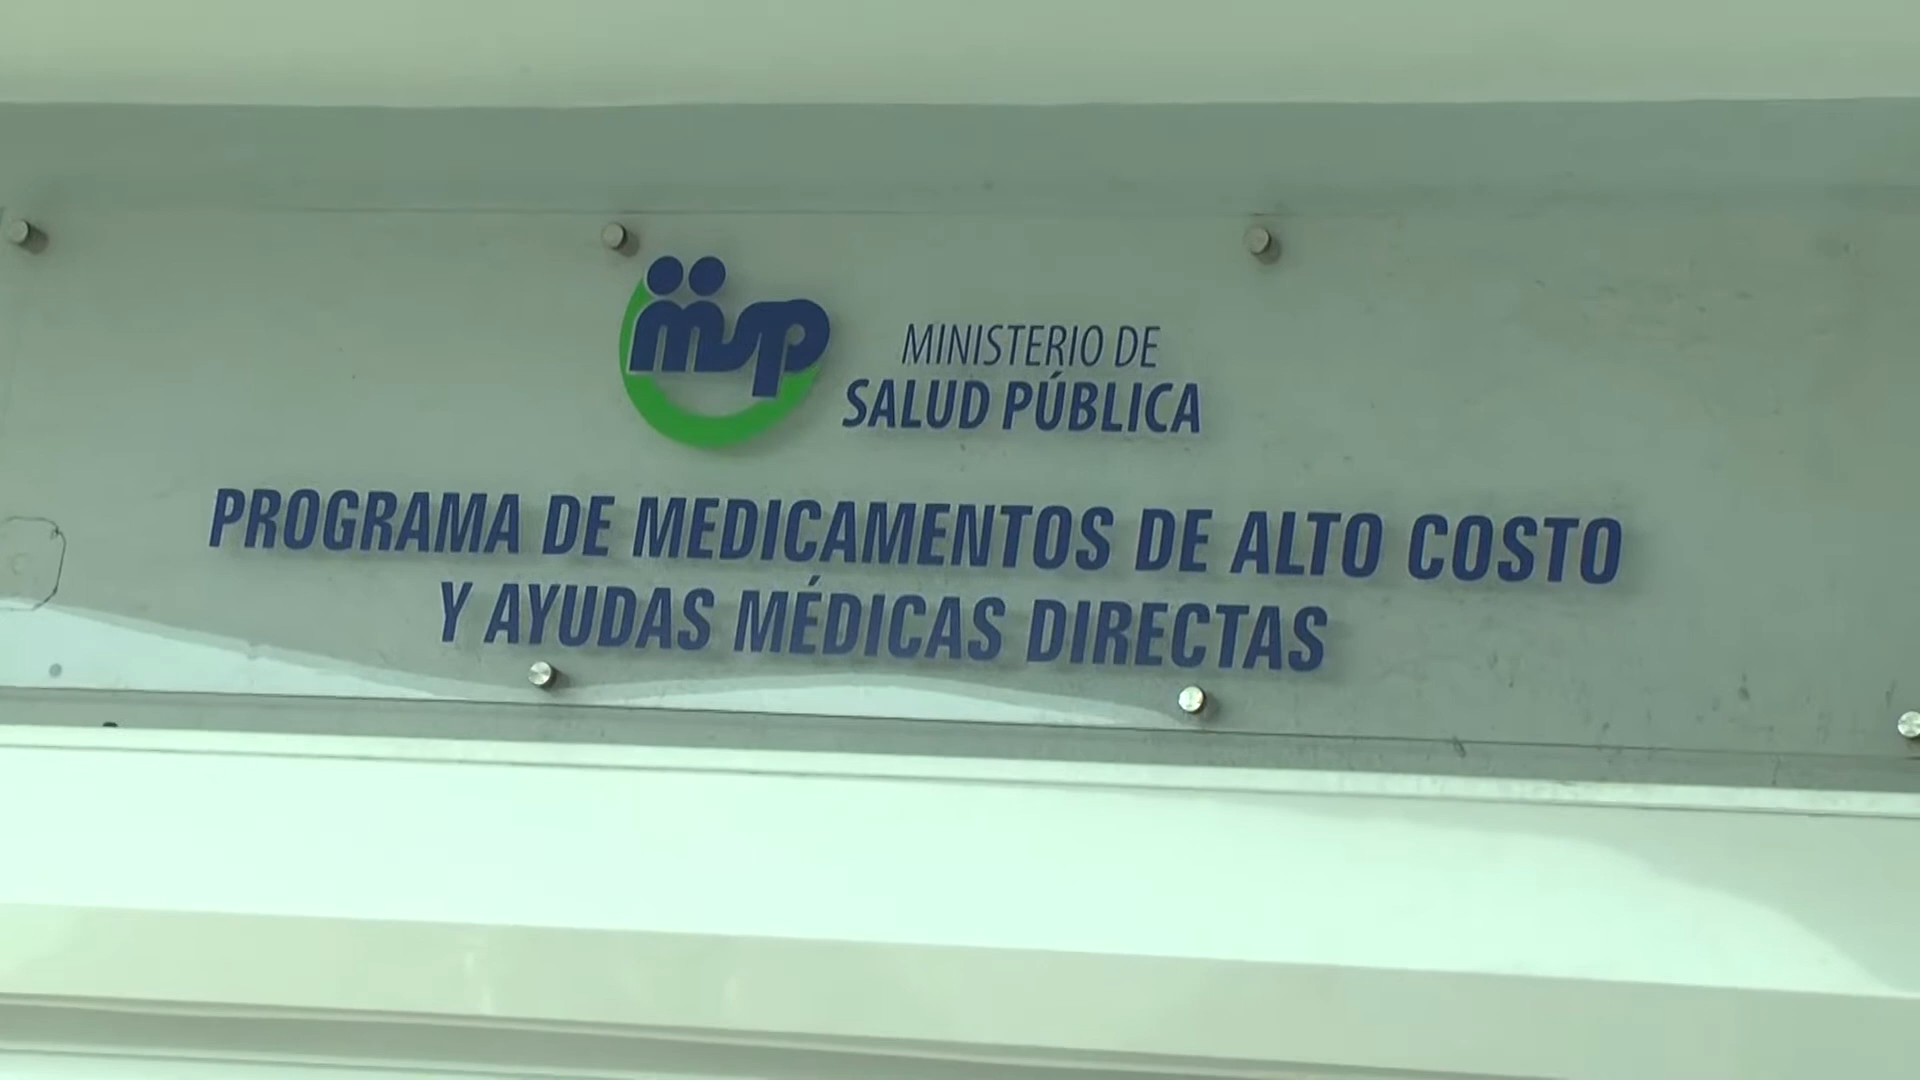 msp
MINISTERIO DE
SALUD PÚBLICA
PROGRAMA DE MEDICAMENTOS DE ALTO COSTO
Y AYUDAS MÉDICAS DIRECTAS